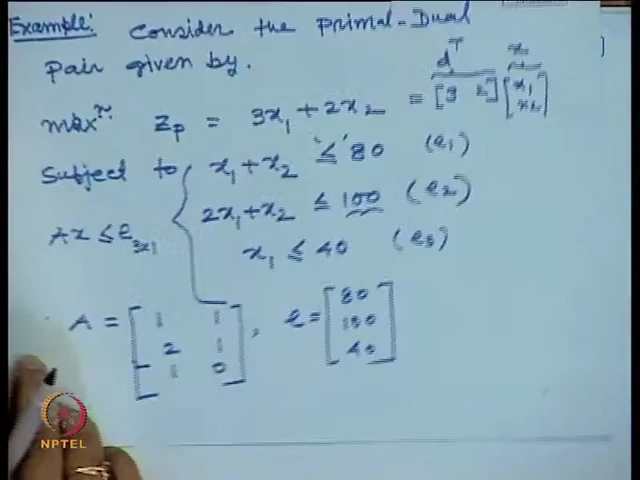 Example: Consider the Primal-Dual
Pair given by.
dᵀ x
maxᵐ: Zp = 3x₁ + 2x₂ = [3 2] [x₁ x₂]
Subject to x₁ + x₂ ≤ 80 (e₁)
2x₁ + x₂ ≤ 100 (e₂)
Ax ≤ e₃ₓ₁
x₁ ≤ 40 (e₃)
A = [1 1
2 1
1 0], e = [80
100
40]
NPTEL